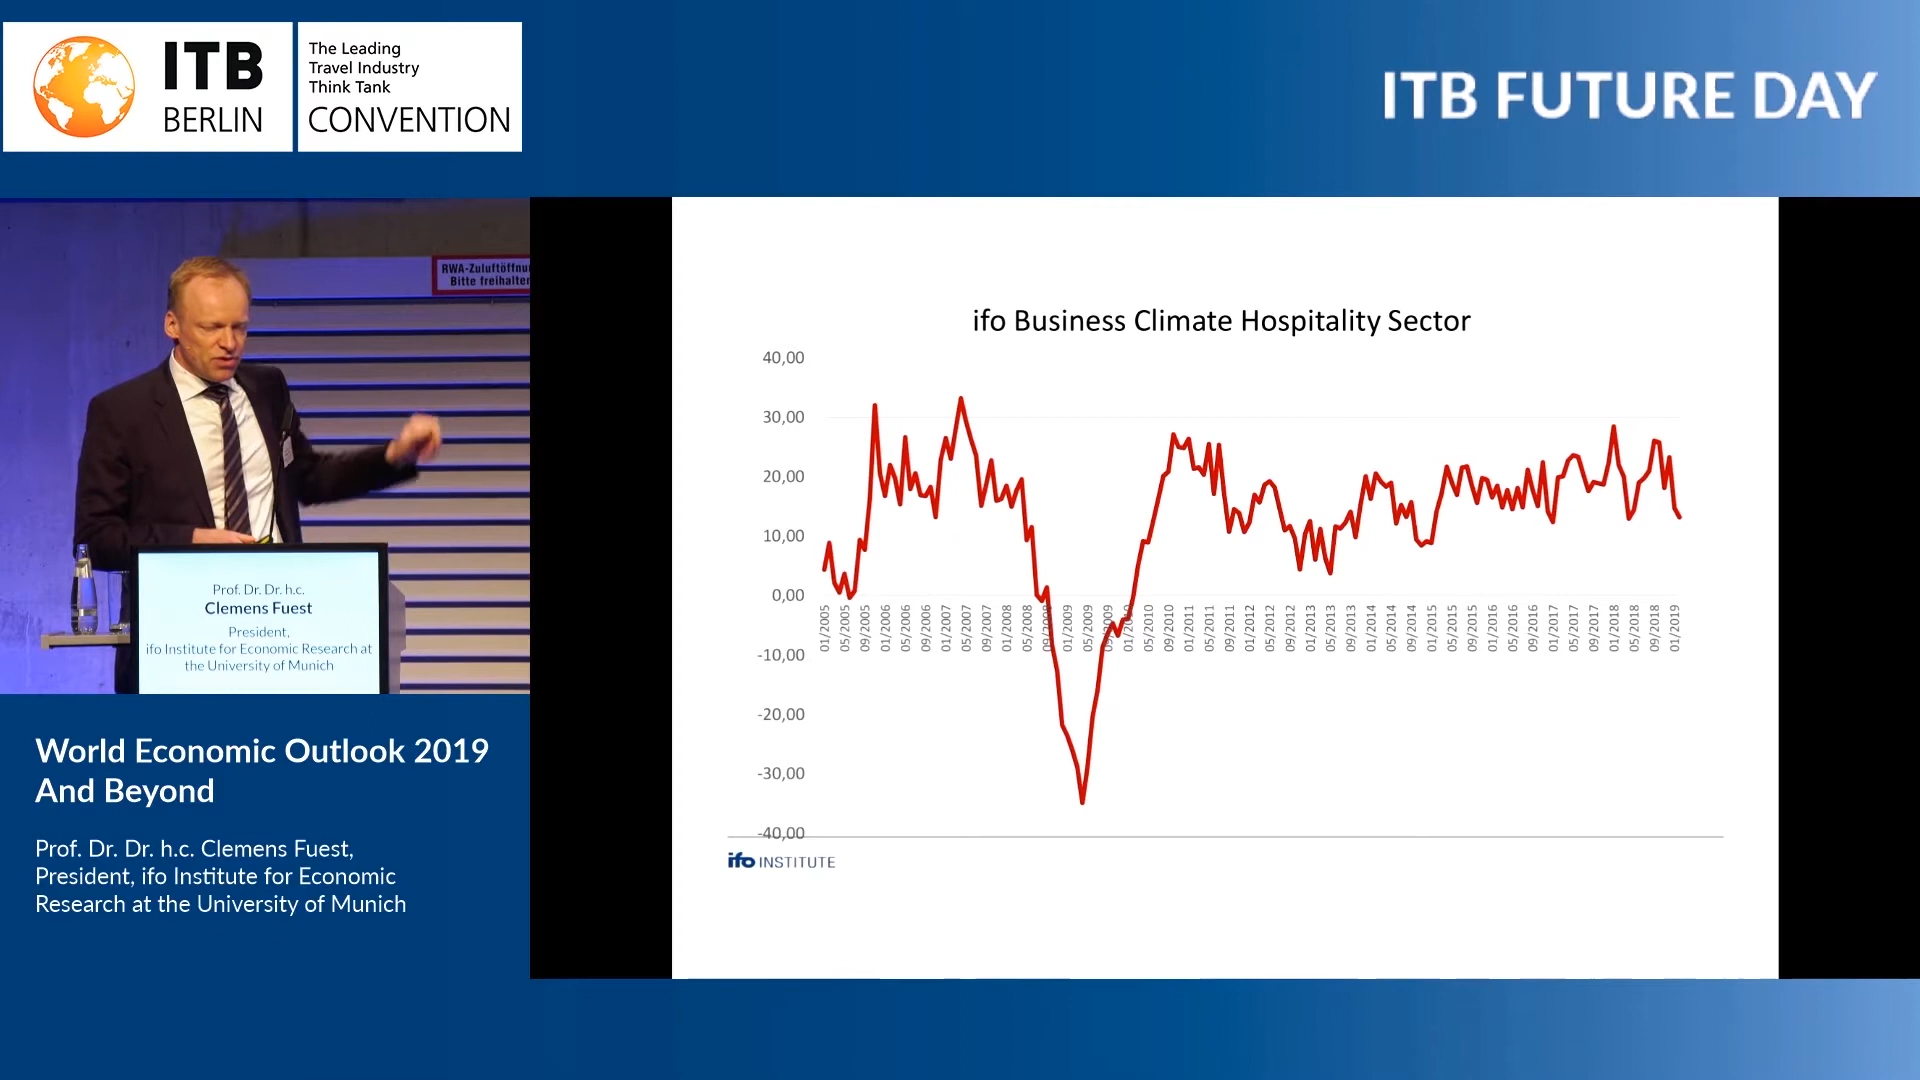 ITB
BERLIN
The Leading
Travel Industry
Think Tank
CONVENTION
ITB FUTURE DAY
RWA-Zuluftöffnu
Bitte freihalten
Prof. Dr. Dr. h.c.
Clemens Fuest
President,
ifo Institute for Economic Research at
the University of Munich
World Economic Outlook 2019
And Beyond
Prof. Dr. Dr. h.c. Clemens Fuest,
President, ifo Institute for Economic
Research at the University of Munich
ifo Business Climate Hospitality Sector
40,00
30,00
20,00
10,00
0,00
-10,00
-20,00
-30,00
-40,00
01/2005
05/2005
09/2005
01/2006
05/2006
09/2006
01/2007
05/2007
09/2007
01/2008
05/2008
09/2008
01/2009
05/2009
09/2009
01/2010
05/2010
09/2010
01/2011
05/2011
09/2011
01/2012
05/2012
09/2012
01/2013
05/2013
09/2013
01/2014
05/2014
09/2014
01/2015
05/2015
09/2015
01/2016
05/2016
09/2016
01/2017
05/2017
09/2017
01/2018
05/2018
09/2018
01/2019
ifo INSTITUTE